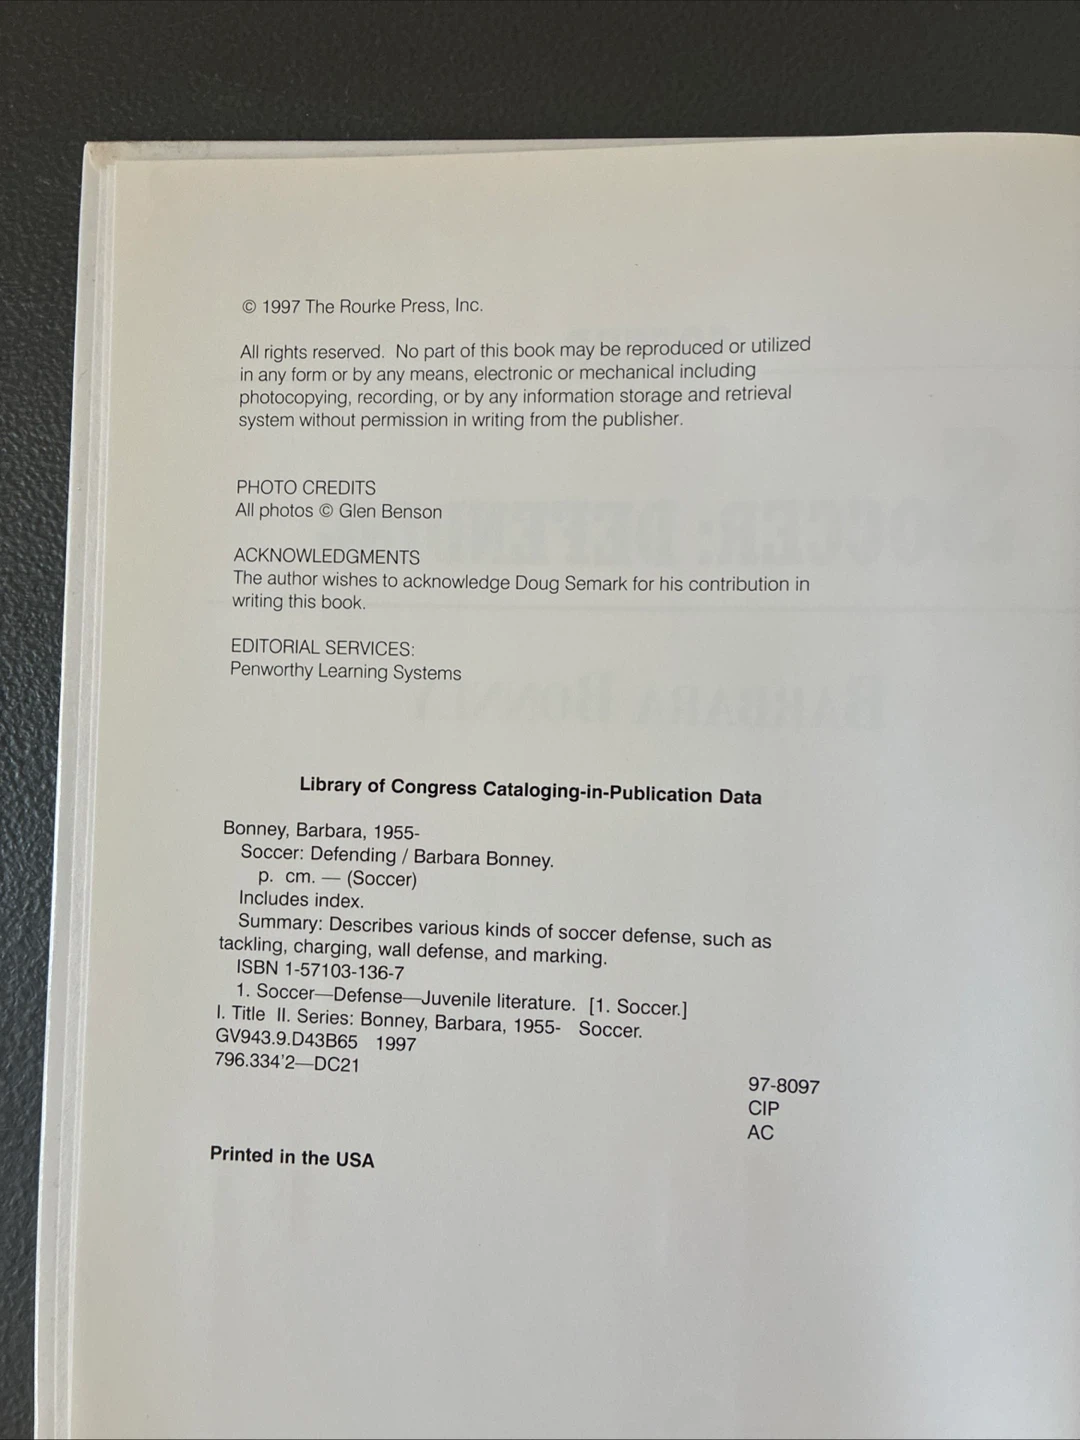 © 1997 The Rourke Press, Inc.
All rights reserved. No part of this book may be reproduced or utilized
in any form or by any means, electronic or mechanical including
photocopying, recording, or by any information storage and retrieval
system without permission in writing from the publisher.
PHOTO CREDITS
All photos © Glen Benson
ACKNOWLEDGMENTS
The author wishes to acknowledge Doug Semark for his contribution in
writing this book.
EDITORIAL SERVICES:
Penworthy Learning Systems
Library of Congress Cataloging-in-Publication Data
Bonney, Barbara, 1955-
Soccer: Defending / Barbara Bonney.
p. cm. — (Soccer)
Includes index.
Summary: Describes various kinds of soccer defense, such as
tackling, charging, wall defense, and marking.
ISBN 1-57103-136-7
1. Soccer—Defense—Juvenile literature. [1. Soccer.]
I. Title II. Series: Bonney, Barbara, 1955- Soccer.
GV943.9.D43B65 1997
796.334'2—DC21
97-8097
CIP
AC
Printed in the USA